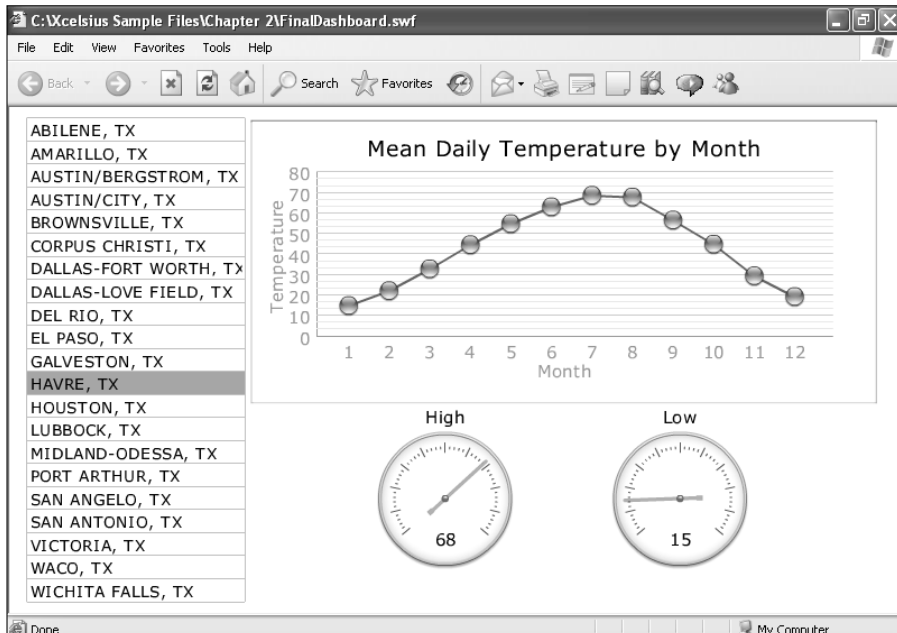 C:\Xcelsius Sample Files\Chapter 2\FinalDashboard.swf
File Edit View Favorites Tools Help
Back Search Favorites
ABILENE, TX
AMARILLO, TX
AUSTIN/BERGSTROM, TX
AUSTIN/CITY, TX
BROWNSVILLE, TX
CORPUS CHRISTI, TX
DALLAS-FORT WORTH, TX
DALLAS-LOVE FIELD, TX
DEL RIO, TX
EL PASO, TX
GALVESTON, TX
HAVRE, TX
HOUSTON, TX
LUBBOCK, TX
MIDLAND-ODESSA, TX
PORT ARTHUR, TX
SAN ANGELO, TX
SAN ANTONIO, TX
VICTORIA, TX
WACO, TX
WICHITA FALLS, TX
Mean Daily Temperature by Month
Temperature
80
70
60
50
40
30
20
10
0
1 2 3 4 5 6 7 8 9 10 11 12
Month
High
68
Low
15
Done My Computer